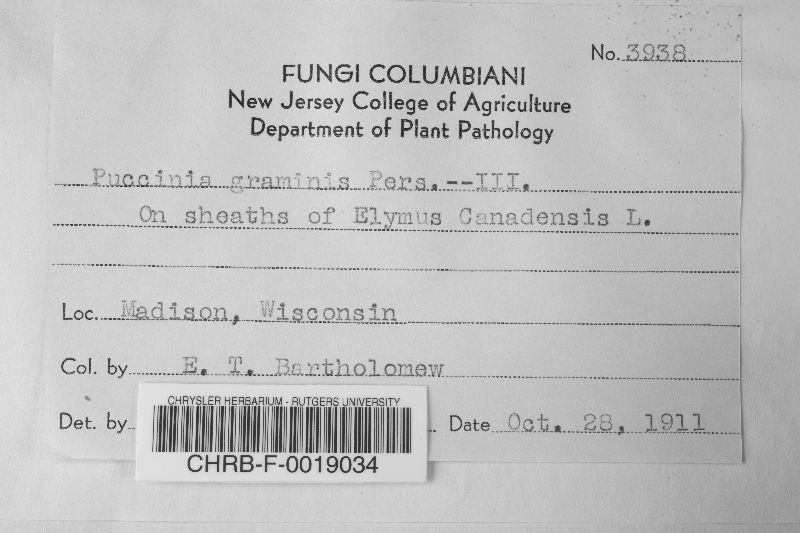 No. 3938
FUNGI COLUMBIANI
New Jersey College of Agriculture
Department of Plant Pathology
Puccinia graminis Pers.--III.
On sheaths of Elymus Canadensis L.
Loc. Madison, Wisconsin
Col. by E. T. Bartholomew
Det. by Date Oct. 28, 1911
CHRYSLER HERBARIUM - RUTGERS UNIVERSITY
CHRB-F-0019034